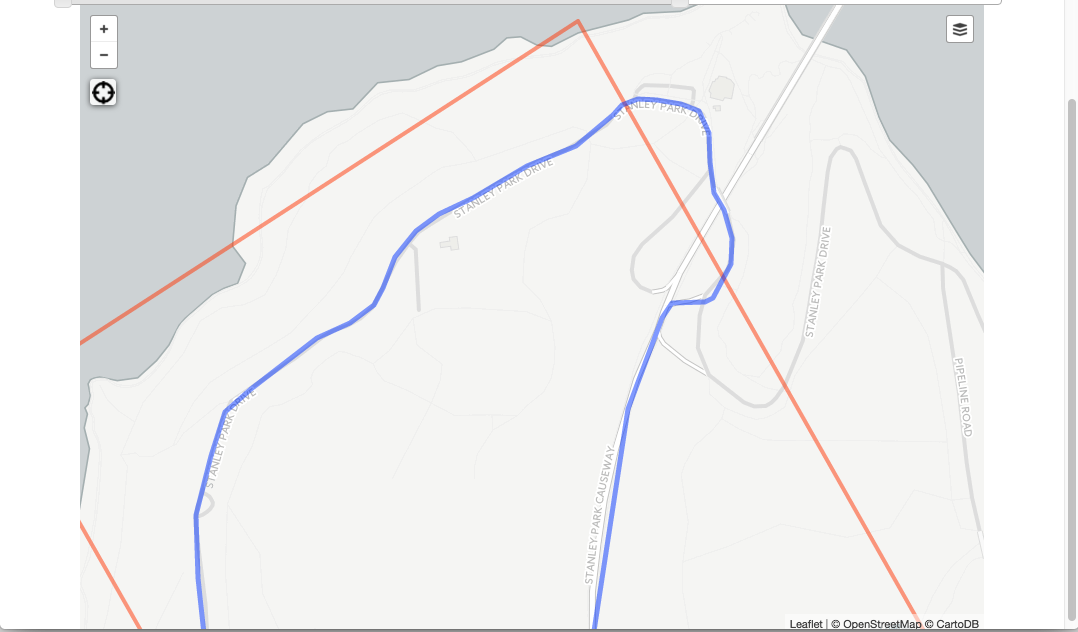 +
−
STANLEY PARK DRIVE
STANLEY PARK DRIVE
STANLEY PARK DRIVE
STANLEY PARK DRIVE
PIPELINE ROAD
STANLEY PARK CAUSEWAY
Leaflet | © OpenStreetMap © CartoDB